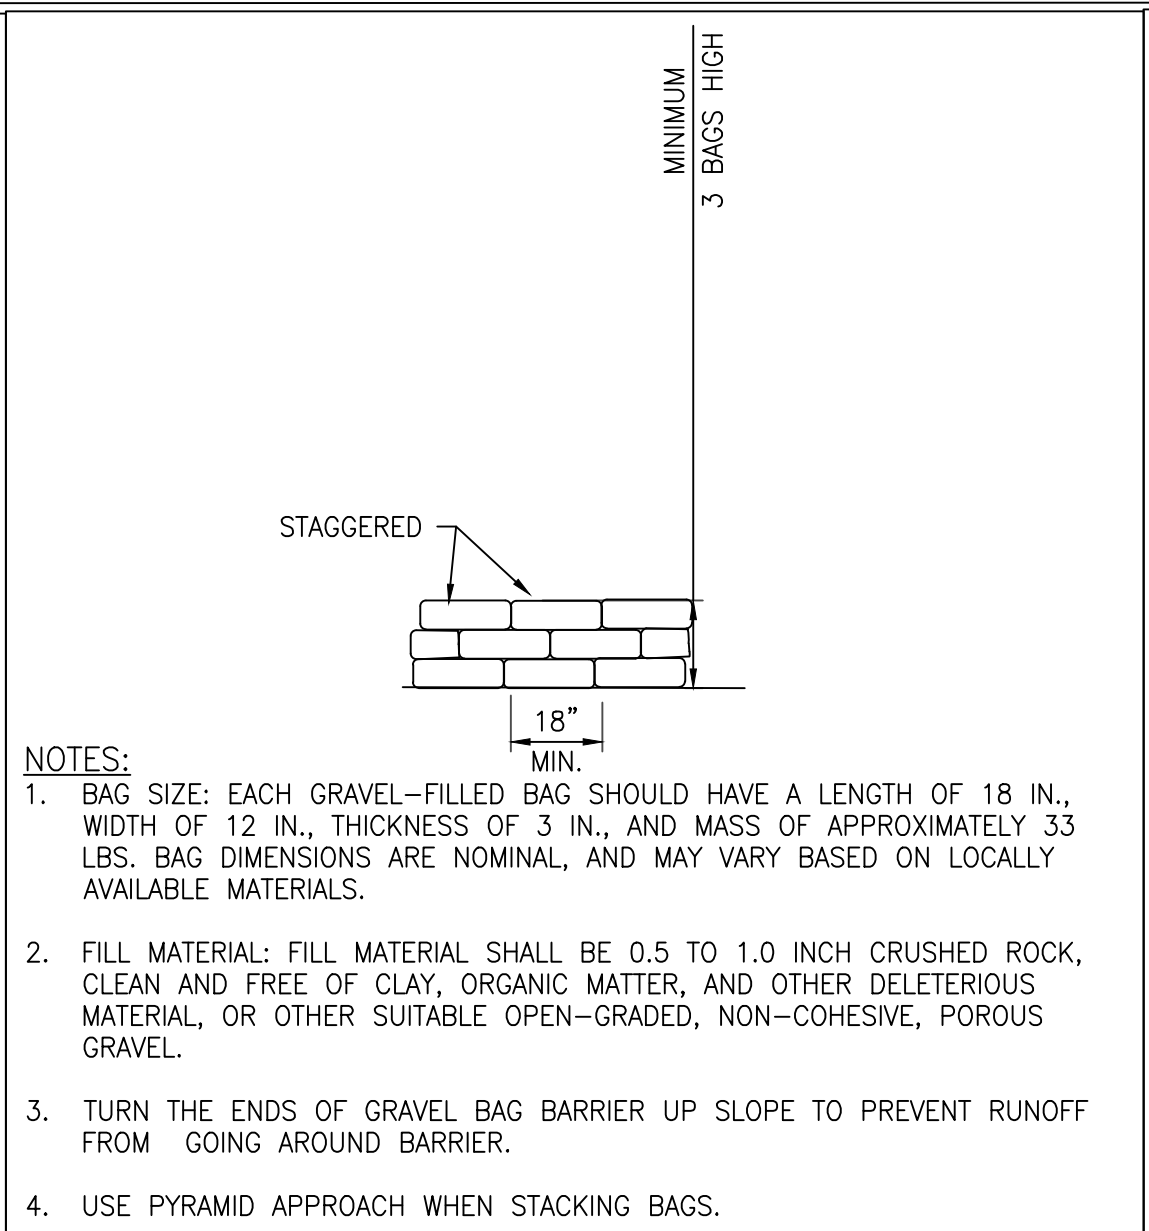 MINIMUM
3 BAGS HIGH
STAGGERED
18"
MIN.
NOTES:
1. BAG SIZE: EACH GRAVEL-FILLED BAG SHOULD HAVE A LENGTH OF 18 IN.,
WIDTH OF 12 IN., THICKNESS OF 3 IN., AND MASS OF APPROXIMATELY 33
LBS. BAG DIMENSIONS ARE NOMINAL, AND MAY VARY BASED ON LOCALLY
AVAILABLE MATERIALS.
2. FILL MATERIAL: FILL MATERIAL SHALL BE 0.5 TO 1.0 INCH CRUSHED ROCK,
CLEAN AND FREE OF CLAY, ORGANIC MATTER, AND OTHER DELETERIOUS
MATERIAL, OR OTHER SUITABLE OPEN-GRADED, NON-COHESIVE, POROUS
GRAVEL.
3. TURN THE ENDS OF GRAVEL BAG BARRIER UP SLOPE TO PREVENT RUNOFF
FROM GOING AROUND BARRIER.
4. USE PYRAMID APPROACH WHEN STACKING BAGS.